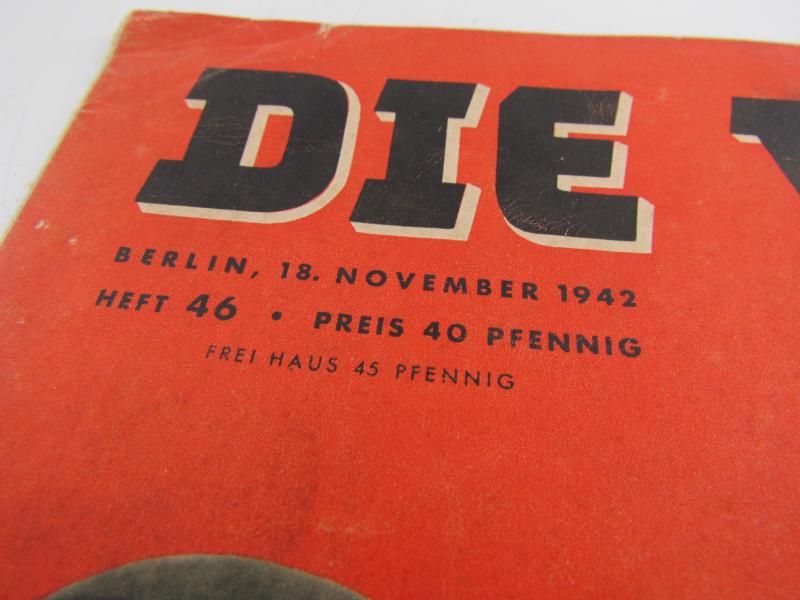 DIE
BERLIN, 18. NOVEMBER 1942
HEFT 46 • PREIS 40 PFENNIG
FREI HAUS 45 PFENNIG